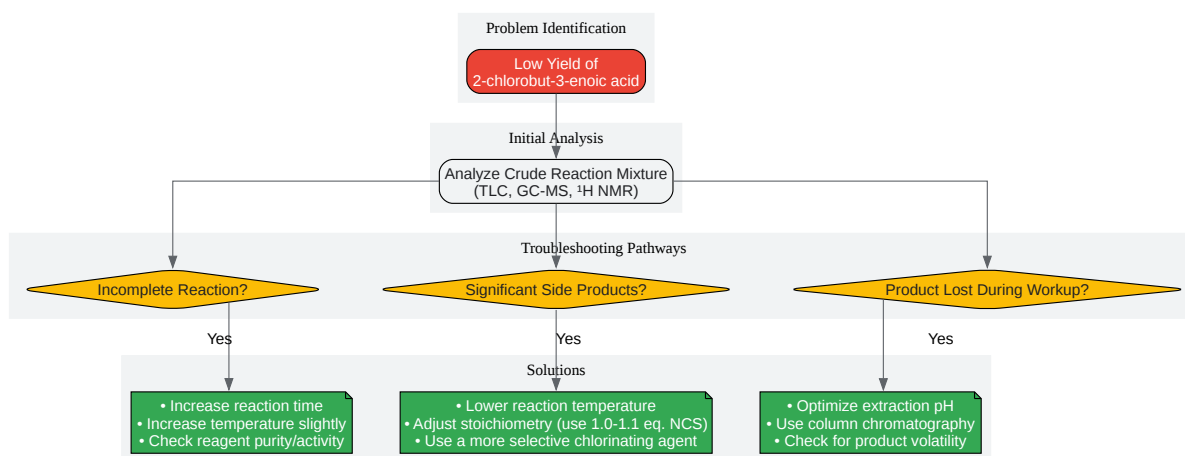 Problem Identification
Low Yield of
2-chlorobut-3-enoic acid
Initial Analysis
Analyze Crude Reaction Mixture
(TLC, GC-MS, ¹H NMR)
Troubleshooting Pathways
Incomplete Reaction?
Significant Side Products?
Product Lost During Workup?
Yes
Yes
Yes
Solutions
• Increase reaction time
• Increase temperature slightly
• Check reagent purity/activity
• Lower reaction temperature
• Adjust stoichiometry (use 1.0-1.1 eq. NCS)
• Use a more selective chlorinating agent
• Optimize extraction pH
• Use column chromatography
• Check for product volatility